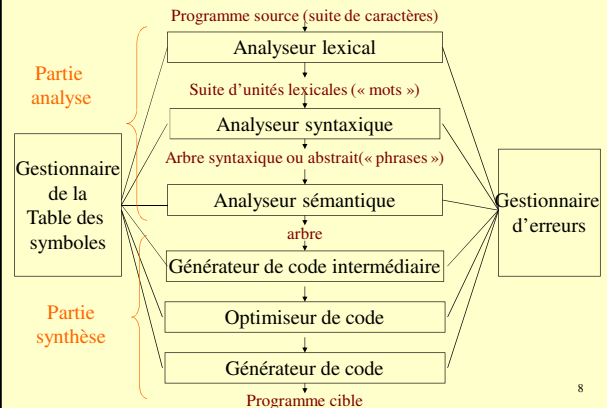 Programme source (suite de caractères)
Analyseur lexical
Partie
analyse
Suite d'unités lexicales (« mots »)
Analyseur syntaxique
Arbre syntaxique ou abstrait(« phrases »)
Gestionnaire
de la
Table des
symboles
Analyseur sémantique
Gestionnaire
d'erreurs
arbre
Générateur de code intermédiaire
Partie
synthèse
Optimiseur de code
Générateur de code
Programme cible
8